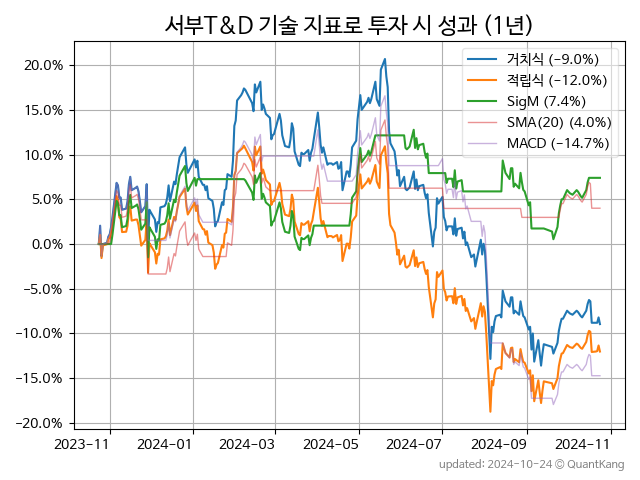 서부T&D 기술 지표로 투자 시 성과 (1년)
거치식 (−9.0%)
적립식 (−12.0%)
SigM (7.4%)
SMA(20) (4.0%)
MACD (−14.7%)
20.0%
15.0%
10.0%
5.0%
0.0%
−5.0%
−10.0%
−15.0%
−20.0%
2023-11 2024-01 2024-03 2024-05 2024-07 2024-09 2024-11
updated: 2024-10-24 © QuantKang